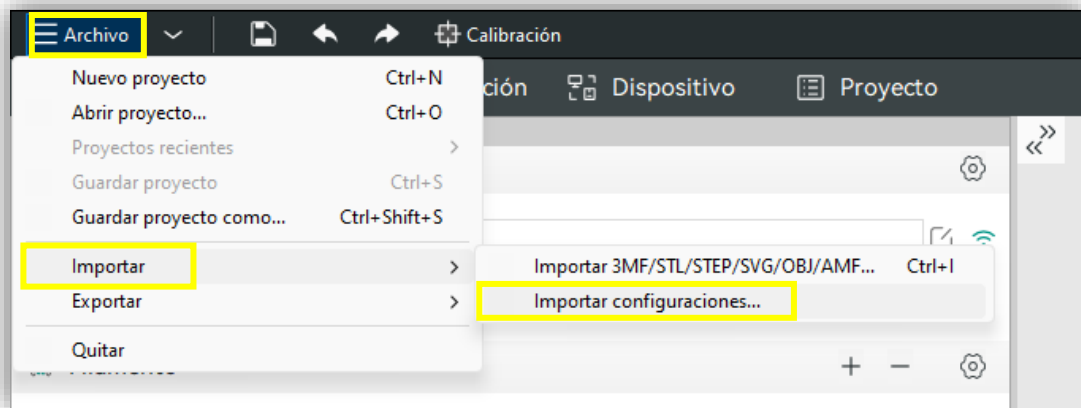 Archivo
Calibración
Nuevo proyecto Ctrl+N
ción Dispositivo Proyecto
Abrir proyecto... Ctrl+O
Proyectos recientes
Guardar proyecto Ctrl+S
Guardar proyecto como... Ctrl+Shift+S
Importar
Importar 3MF/STL/STEP/SVG/OBJ/AMF... Ctrl+I
Exportar
Importar configuraciones...
Quitar